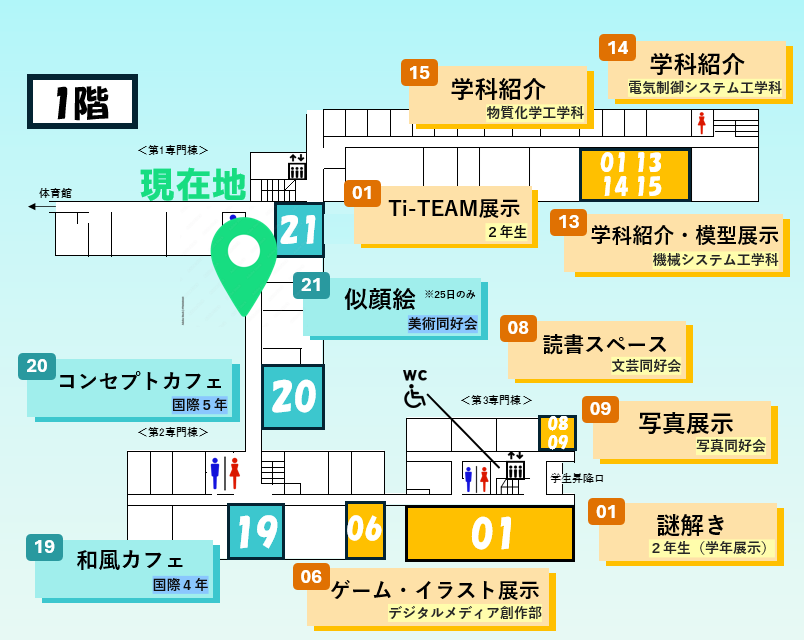 14
学科紹介
電気制御システム工学科
15
学科紹介
物質化学工学科
1階
<第1専門棟>
現在地
体育館
01 13
14 15
01
Ti-TEAM展示
2年生
13
学科紹介・模型展示
機械システム工学科
21
21
似顔絵 ※25日のみ
美術同好会
08
読書スペース
文芸同好会
20
コンセプトカフェ
国際5年
20
WC
<第3専門棟>
08
09
09
写真展示
写真同好会
<第2専門棟>
学生昇降口
19
06
01
01
謎解き
2年生(学年展示)
19
和風カフェ
国際4年
06
ゲーム・イラスト展示
デジタルメディア創作部